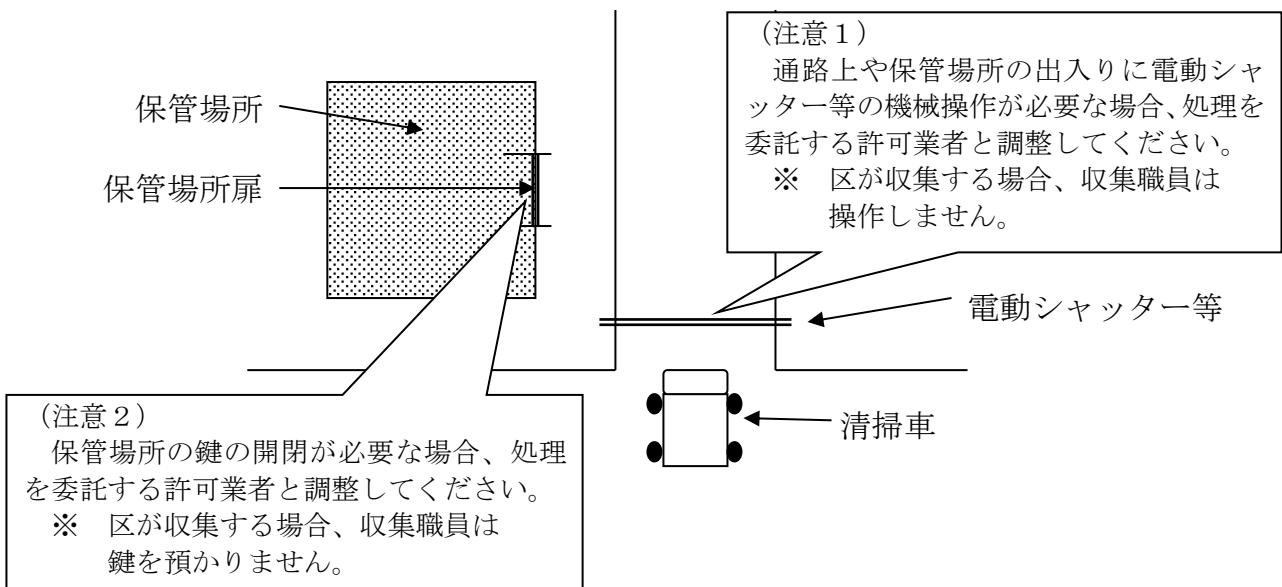 （注意１）
　通路上や保管場所の出入りに電動シャ
ッター等の機械操作が必要な場合、処理を
委託する許可業者と調整してください。
　※　区が収集する場合、収集職員は
　　　操作しません。
保管場所
保管場所扉
電動シャッター等
清掃車
（注意２）
　保管場所の鍵の開閉が必要な場合、処理
を委託する許可業者と調整してください。
　※　区が収集する場合、収集職員は
　　　鍵を預かりません。